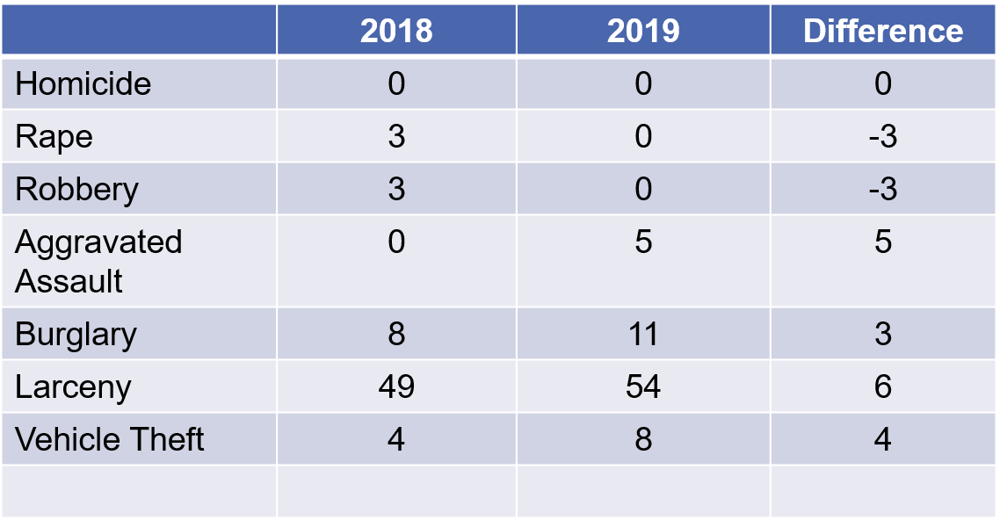 2018 2019 Difference
Homicide 0 0 0
Rape 3 0 -3
Robbery 3 0 -3
Aggravated 0 5 5
Assault
Burglary 8 11 3
Larceny 49 54 6
Vehicle Theft 4 8 4